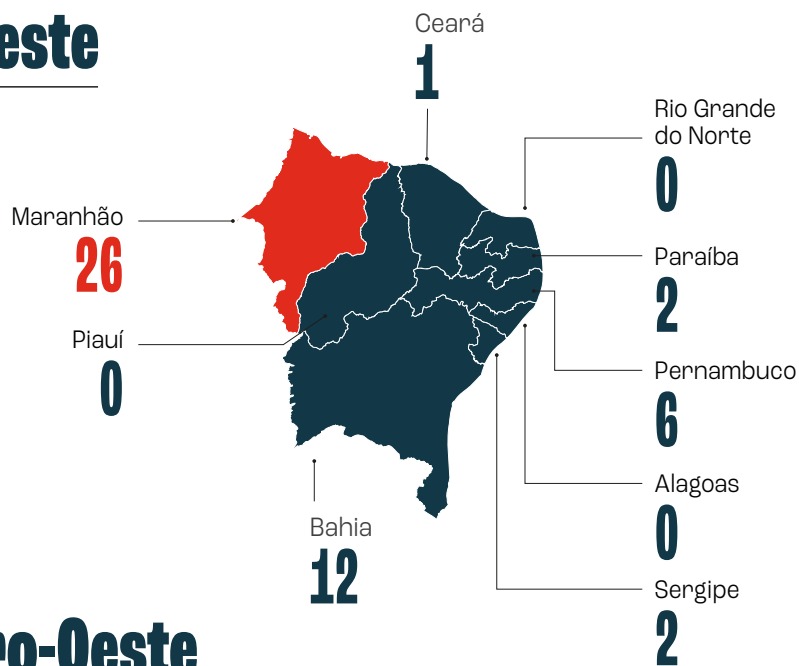 este
Ceará
1
Rio Grande
do Norte
0
Maranhão
26
Paraíba
2
Piauí
0
Pernambuco
6
Alagoas
0
Bahia
12
Sergipe
2
ro-Oeste